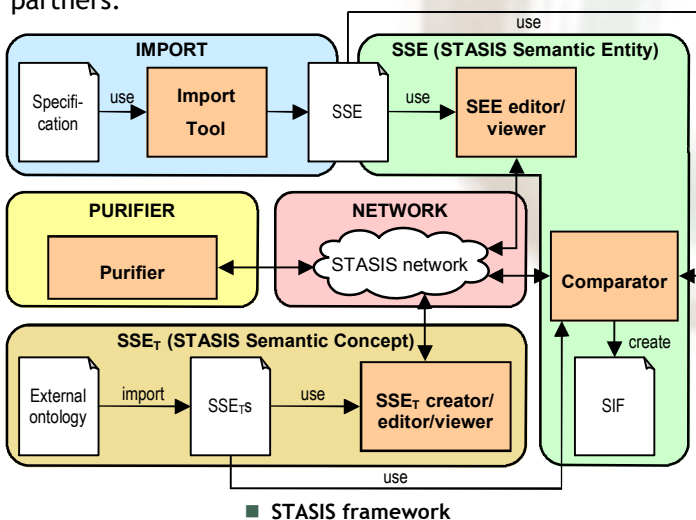 partners.
use
IMPORT
SSE (STASIS Semantic Entity)
Specifi-
cation
use
Import
Tool
SSE
use
SEE editor/
viewer
PURIFIER
NETWORK
Purifier
STASIS network
Comparator
SSET (STASIS Semantic Concept)
create
External
ontology
import
SSETs
use
SSET creator/
editor/viewer
SIF
use
■ STASIS framework